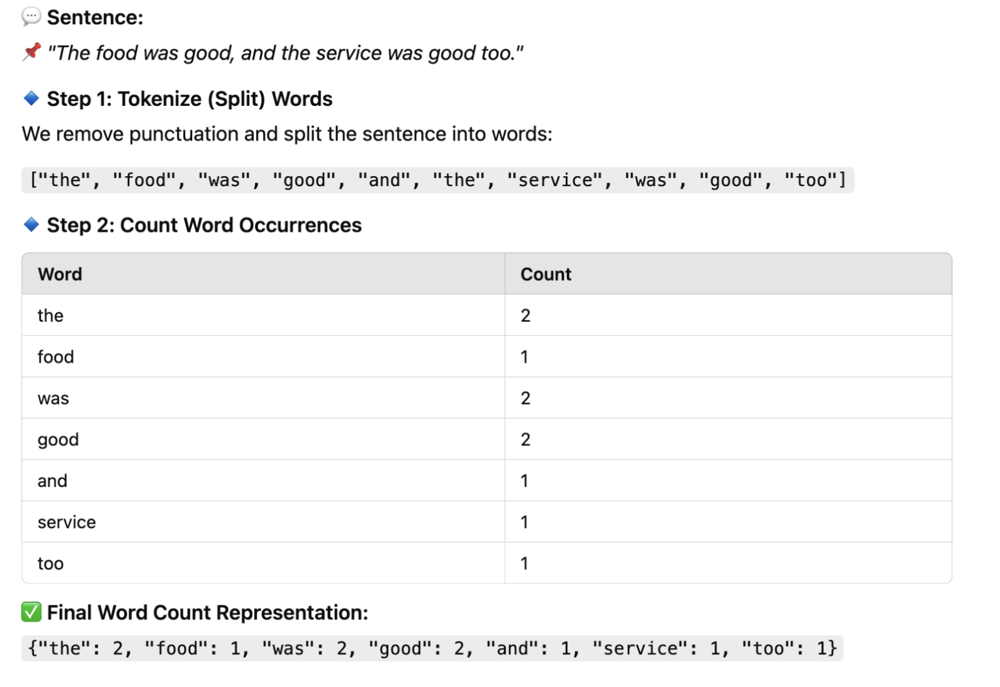 💬 Sentence:
📌 "The food was good, and the service was good too."
🔹 Step 1: Tokenize (Split) Words
We remove punctuation and split the sentence into words:
["the", "food", "was", "good", "and", "the", "service", "was", "good", "too"]
🔹 Step 2: Count Word Occurrences
Word Count
the 2
food 1
was 2
good 2
and 1
service 1
too 1
✅ Final Word Count Representation:
{"the": 2, "food": 1, "was": 2, "good": 2, "and": 1, "service": 1, "too": 1}